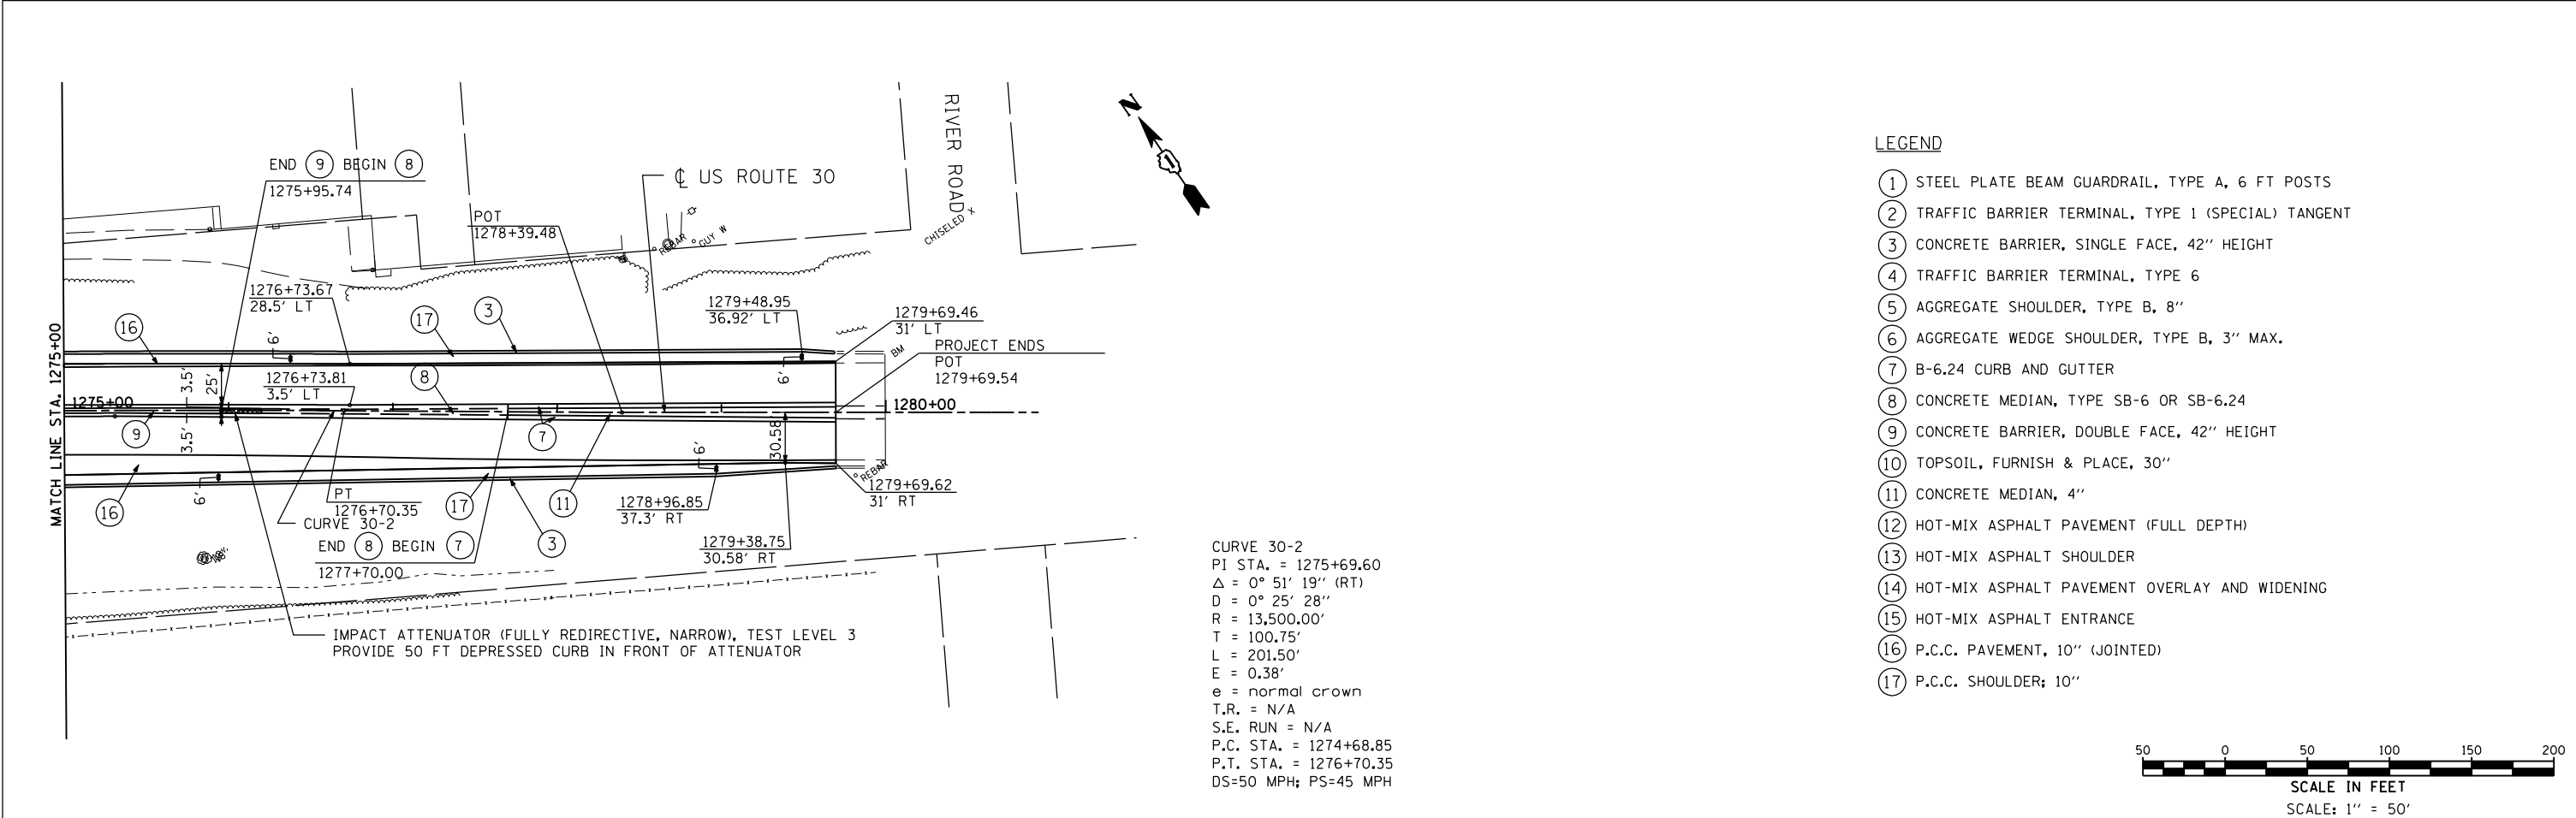 END 9 BEGIN 8
1275+95.74
POT
1278+39.48
℄ US ROUTE 30
RIVER ROAD
CHISELED X
REBAR
GUY W
N
1276+73.67
28.5' LT
16
17
3
6'
1279+48.95
36.92' LT
1279+69.46
31' LT
BM
PROJECT ENDS
POT
1279+69.54
MATCH LINE STA. 1275+00
1275+00
3.5'
25'
1276+73.81
3.5' LT
8
6'
1280+00
9
3.5'
7
30.58'
6'
REBAR
1279+69.62
31' RT
16
6'
PT
1276+70.35
CURVE 30-2
17
11
1278+96.85
37.3' RT
END 8 BEGIN 7
1277+70.00
3
1279+38.75
30.58' RT
IMPACT ATTENUATOR (FULLY REDIRECTIVE, NARROW), TEST LEVEL 3
PROVIDE 50 FT DEPRESSED CURB IN FRONT OF ATTENUATOR
CURVE 30-2
PI STA. = 1275+69.60
Δ = 0° 51' 19'' (RT)
D = 0° 25' 28''
R = 13,500.00'
T = 100.75'
L = 201.50'
E = 0.38'
e = normal crown
T.R. = N/A
S.E. RUN = N/A
P.C. STA. = 1274+68.85
P.T. STA. = 1276+70.35
DS=50 MPH; PS=45 MPH
LEGEND
1 STEEL PLATE BEAM GUARDRAIL, TYPE A, 6 FT POSTS
2 TRAFFIC BARRIER TERMINAL, TYPE 1 (SPECIAL) TANGENT
3 CONCRETE BARRIER, SINGLE FACE, 42'' HEIGHT
4 TRAFFIC BARRIER TERMINAL, TYPE 6
5 AGGREGATE SHOULDER, TYPE B, 8''
6 AGGREGATE WEDGE SHOULDER, TYPE B, 3'' MAX.
7 B-6.24 CURB AND GUTTER
8 CONCRETE MEDIAN, TYPE SB-6 OR SB-6.24
9 CONCRETE BARRIER, DOUBLE FACE, 42'' HEIGHT
10 TOPSOIL, FURNISH & PLACE, 30''
11 CONCRETE MEDIAN, 4''
12 HOT-MIX ASPHALT PAVEMENT (FULL DEPTH)
13 HOT-MIX ASPHALT SHOULDER
14 HOT-MIX ASPHALT PAVEMENT OVERLAY AND WIDENING
15 HOT-MIX ASPHALT ENTRANCE
16 P.C.C. PAVEMENT, 10'' (JOINTED)
17 P.C.C. SHOULDER; 10''
50 0 50 100 150 200
SCALE IN FEET
SCALE: 1'' = 50'